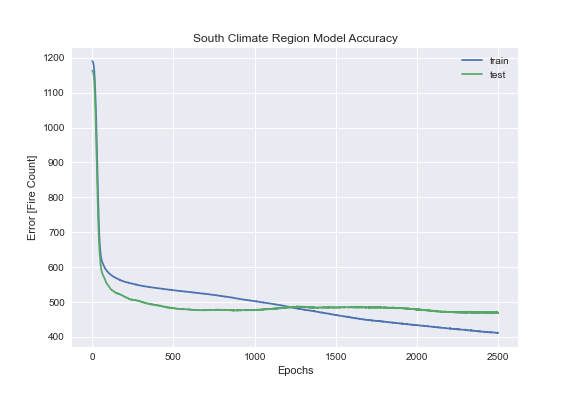 South Climate Region Model Accuracy
train
test
Error [Fire Count]
1200
1100
1000
900
800
700
600
500
400
0 500 1000 1500 2000 2500
Epochs